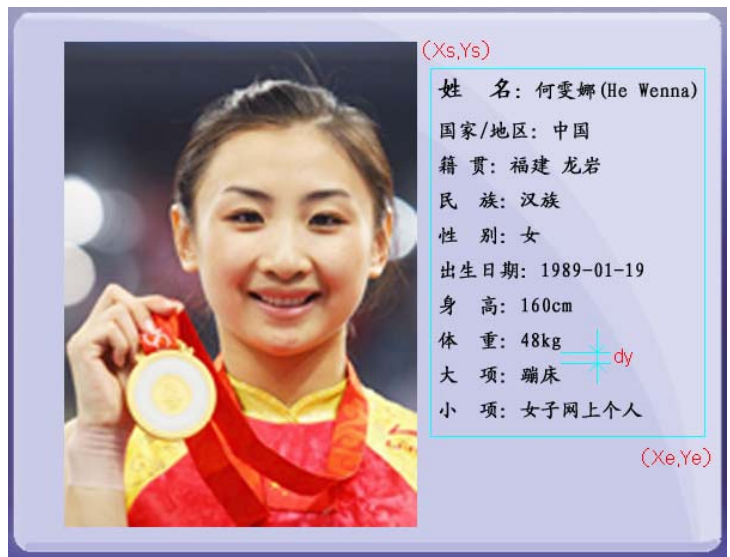 (Xs,Ys)
姓 名: 何雯娜(He Wenna)
国家/地区: 中国
籍 贯: 福建 龙岩
民 族: 汉族
性 别: 女
出生日期: 1989-01-19
身 高: 160cm
体 重: 48kg
dy
大 项: 蹦床
小 项: 女子网上个人
(Xe,Ye)